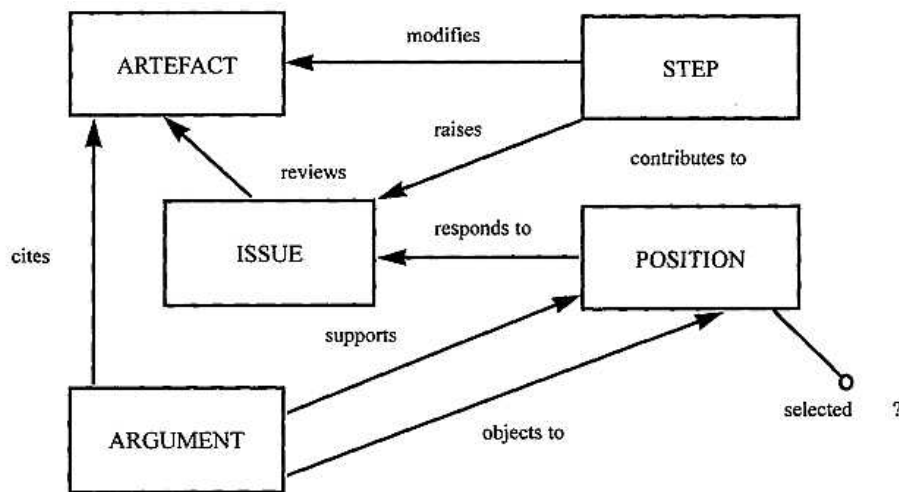 modifies
ARTEFACT
STEP
raises
contributes to
reviews
responds to
cites
ISSUE
POSITION
supports
selected ?
ARGUMENT
objects to